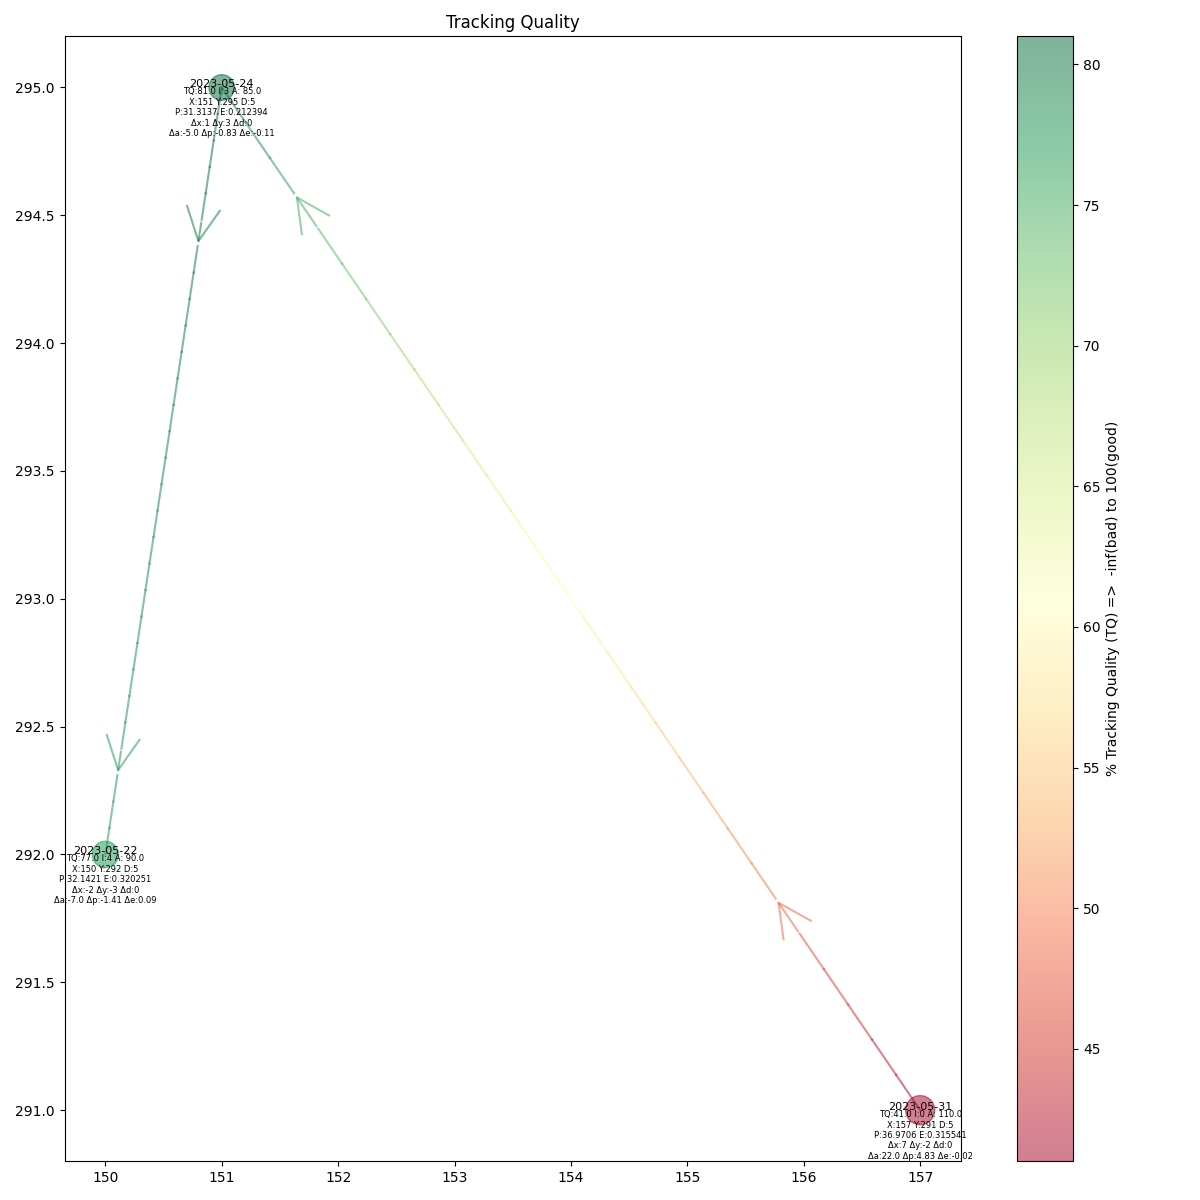 Tracking Quality
295.0
294.5
294.0
293.5
293.0
292.5
292.0
291.5
291.0
2023-05-24
TQ:81.0 I:3 A: 85.0
X:151 Y:295 D:5
P:31.3137 E:0.212394
Δx:1 Δy:3 Δd:0
Δa:-5.0 Δp:-0.83 Δe:-0.11
2023-05-22
TQ:77.0 I:4 A: 90.0
X:150 Y:292 D:5
P:32.1421 E:0.320251
Δx:-2 Δy:-3 Δd:0
Δa:-7.0 Δp:-1.41 Δe:0.09
2023-05-31
TQ:41.0 I:0 A: 110.0
X:157 Y:291 D:5
P:36.9706 E:0.315541
Δx:7 Δy:-2 Δd:0
Δa:22.0 Δp:4.83 Δe:-0.02
150 151 152 153 154 155 156 157
80
75
70
65
60
55
50
45
% Tracking Quality (TQ) => -inf(bad) to 100(good)